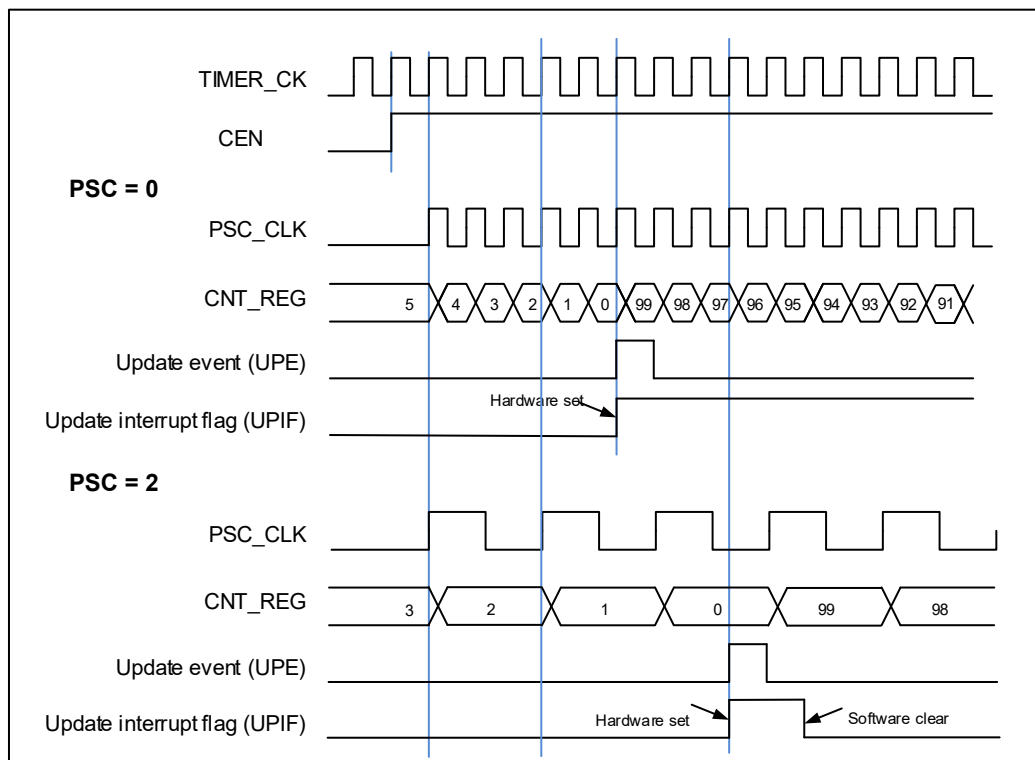 TIMER_CK
CEN
PSC = 0
PSC_CLK
CNT_REG 5 4 3 2 1 0 99 98 97 96 95 94 93 92 91
Update event (UPE)
Hardware set
Update interrupt flag (UPIF)
PSC = 2
PSC_CLK
CNT_REG 3 2 1 0 99 98
Update event (UPE)
Update interrupt flag (UPIF) Hardware set Software clear